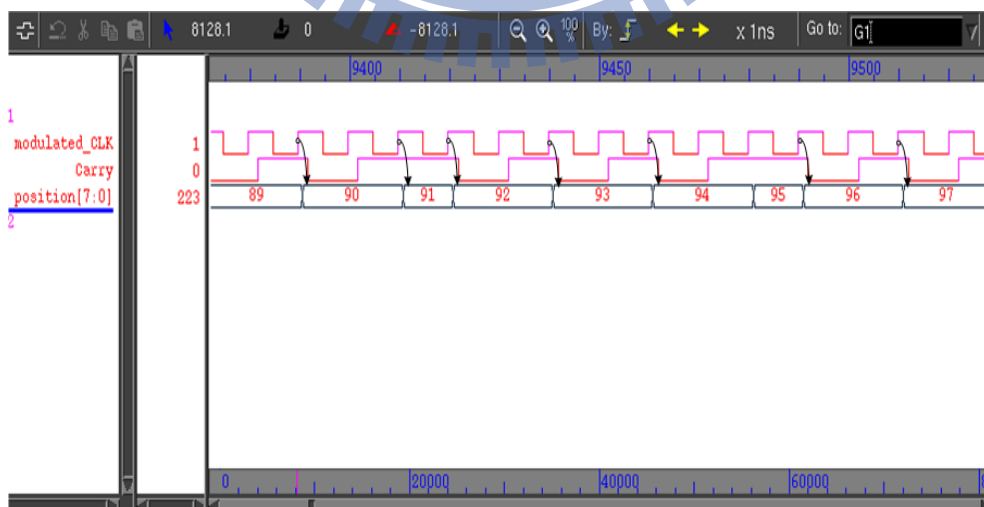 8128.1 0 -8128.1 100 % By: x 1ns Go to: G1
9400 9450 9500
1
modulated_CLK 1
Carry 0
position[7:0] 223 89 90 91 92 93 94 95 96 97
2
0 20000 40000 60000